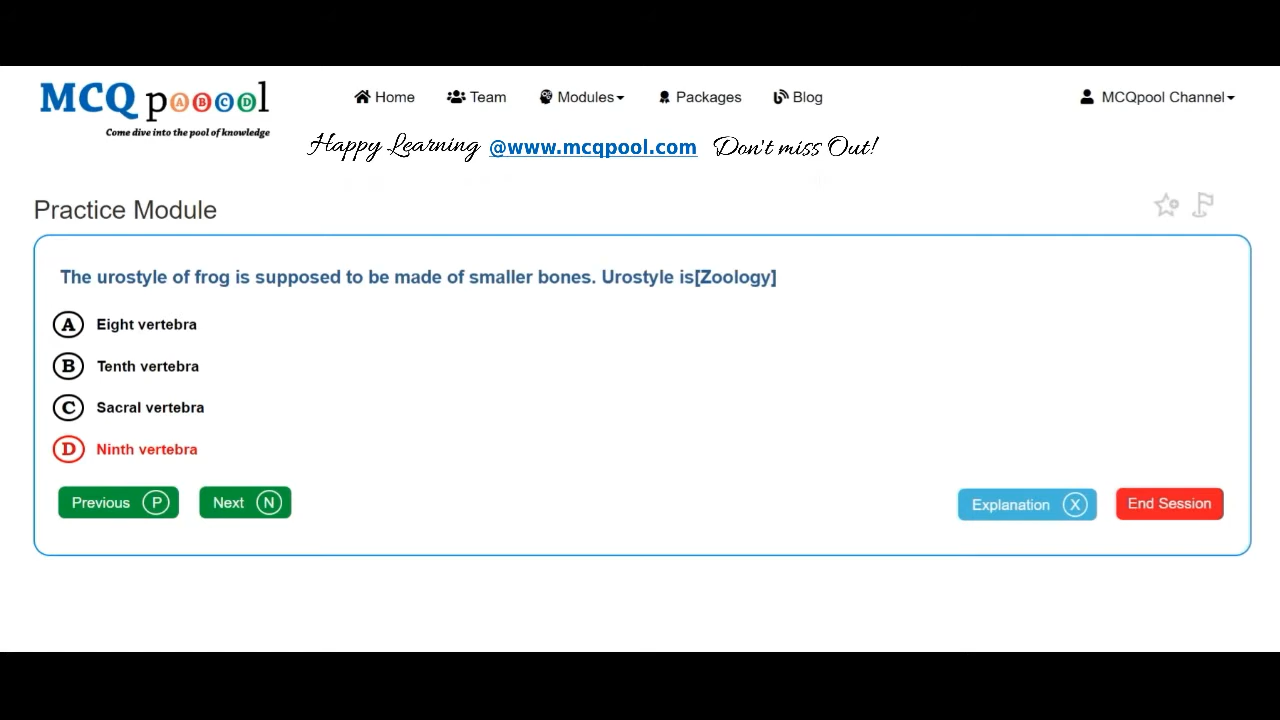 MCQ pooool
Come dive into the pool of knowledge
Home Team Modules Packages Blog MCQpool Channel
Happy Learning @www.mcqpool.com Don't miss Out!
Practice Module
The urostyle of frog is supposed to be made of smaller bones. Urostyle is[Zoology]
A Eight vertebra
B Tenth vertebra
C Sacral vertebra
D Ninth vertebra
Previous P Next N Explanation X End Session